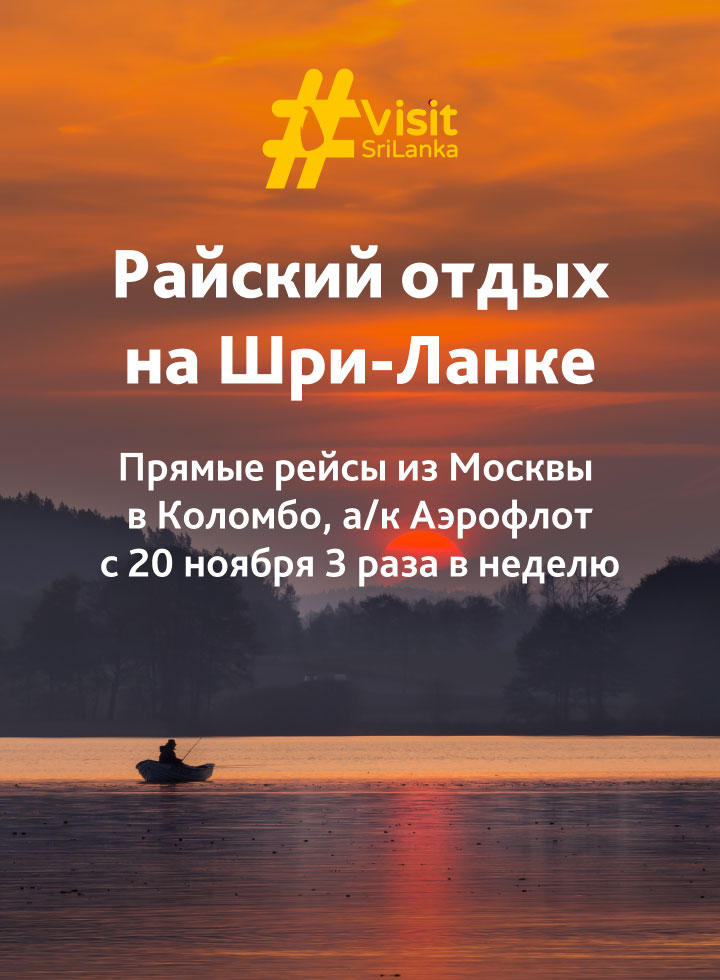 #Visit
SriLanka
Райский отдых
на Шри-Ланке
Прямые рейсы из Москвы
в Коломбо, а/к Аэрофлот
с 20 ноября 3 раза в неделю